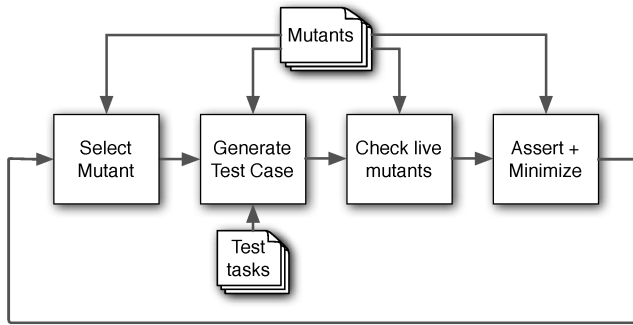 Mutants
Select
Mutant
Generate
Test Case
Check live
mutants
Assert +
Minimize
Test
tasks